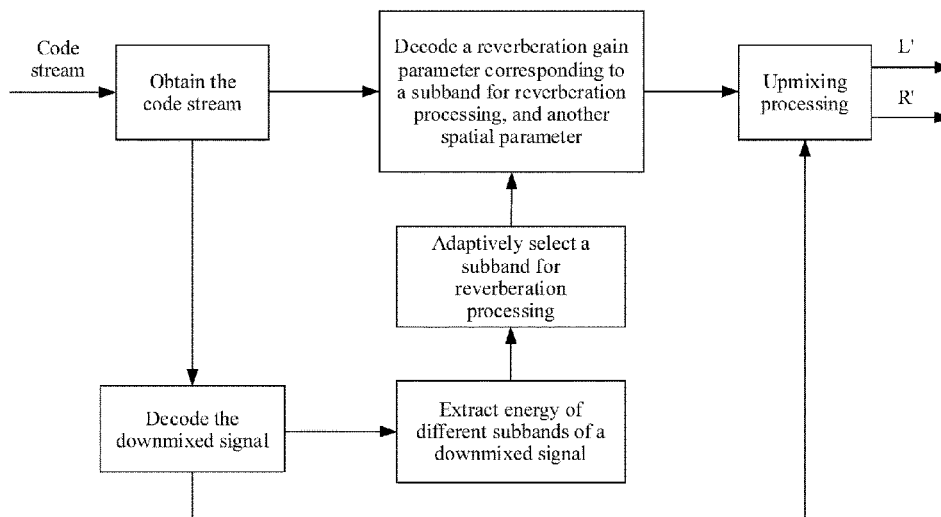 Code
stream
Obtain the
code stream
Decode a reverberation gain
parameter corresponding to
a subband for reverberation
processing, and another
spatial parameter
Upmixing
processing
L'
R'
Adaptively select a
subband for
reverberation
processing
Decode the
downmixed signal
Extract energy of
different subbands of a
downmixed signal